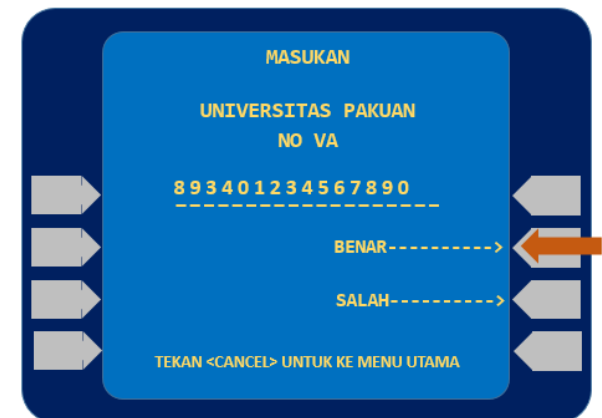 MASUKAN
UNIVERSITAS PAKUAN
NO VA
893401234567890
BENAR---------->
SALAH---------->
TEKAN <CANCEL> UNTUK KE MENU UTAMA